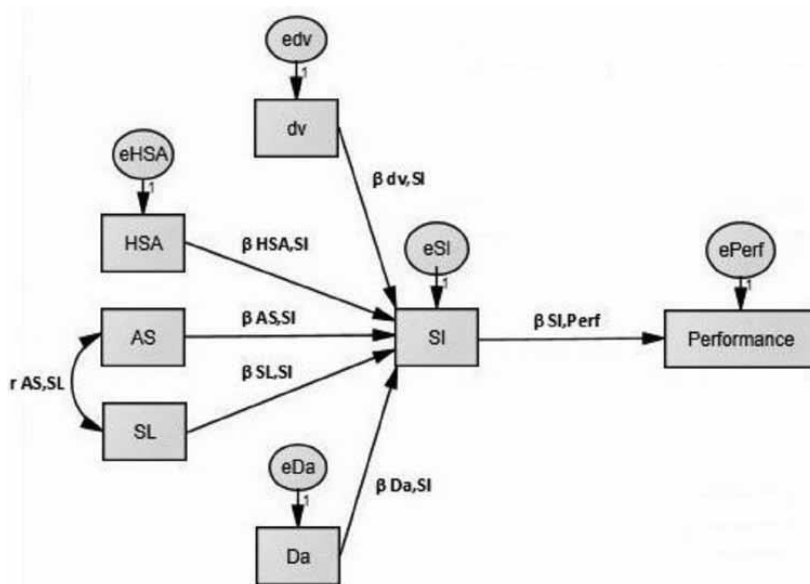 edv
1
dv
β dv,SI
eHSA
1
HSA
β HSA,SI
eSI
1
ePerf
1
AS
β AS,SI
SI
β SI,Perf
Performance
r AS,SL
β SL,SI
SL
eDa
1
β Da,SI
Da